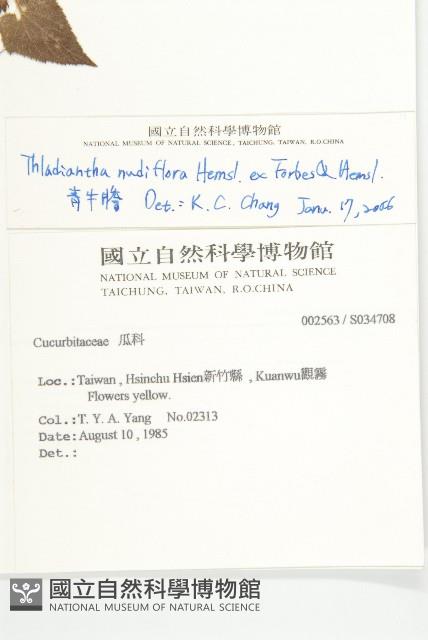 國立自然科學博物館
NATIONAL MUSEUM OF NATURAL SCIENCE, TAICHUNG, TAIWAN, R.O.CHINA
Thladiantha nudiflora Hemsl. ex Forbes & Hemsl.
青牛膽 Det.: K. C. Chang Janu. 17, 2006
國立自然科學博物館
NATIONAL MUSEUM OF NATURAL SCIENCE
TAICHUNG, TAIWAN, R.O.CHINA
002563 / S034708
Cucurbitaceae 瓜科
Loc.: Taiwan , Hsinchu Hsien新竹縣 , Kuanwu觀霧
Flowers yellow.
Col.: T. Y. A. Yang No.02313
Date: August 10 , 1985
Det.:
國立自然科學博物館
NATIONAL MUSEUM OF NATURAL SCIENCE